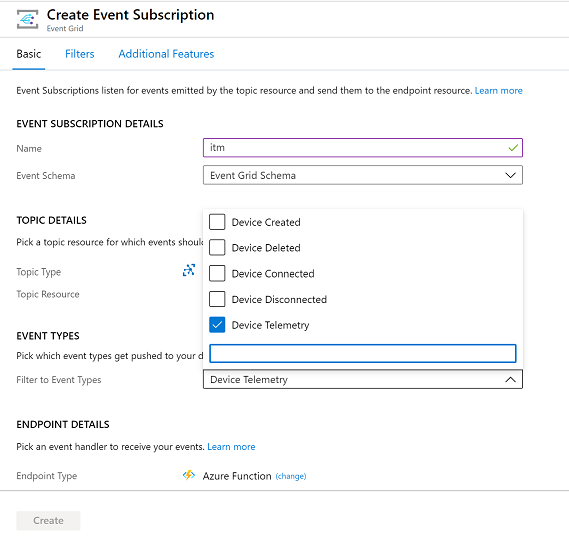 Create Event Subscription
Event Grid
Basic Filters Additional Features
Event Subscriptions listen for events emitted by the topic resource and send them to the endpoint resource. Learn more
EVENT SUBSCRIPTION DETAILS
Name itm
Event Schema Event Grid Schema
TOPIC DETAILS
Pick a topic resource for which events
Topic Type
Topic Resource
Device Created
Device Deleted
Device Connected
Device Disconnected
Device Telemetry
EVENT TYPES
Pick which event types get pushed to your
Filter to Event Types Device Telemetry
ENDPOINT DETAILS
Pick an event handler to receive your events. Learn more
Endpoint Type Azure Function (change)
Create